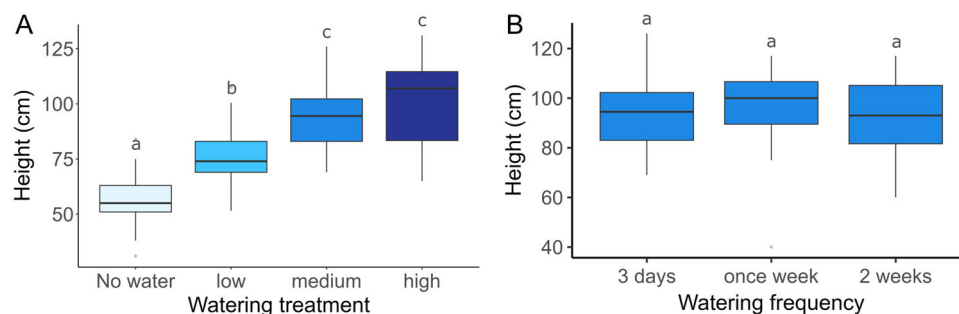 A
Height (cm)
125
100
75
50
a
b
c
c
No water
low
medium
high
Watering treatment
B
Height (cm)
120
100
80
60
40
a
a
a
3 days
once week
2 weeks
Watering frequency